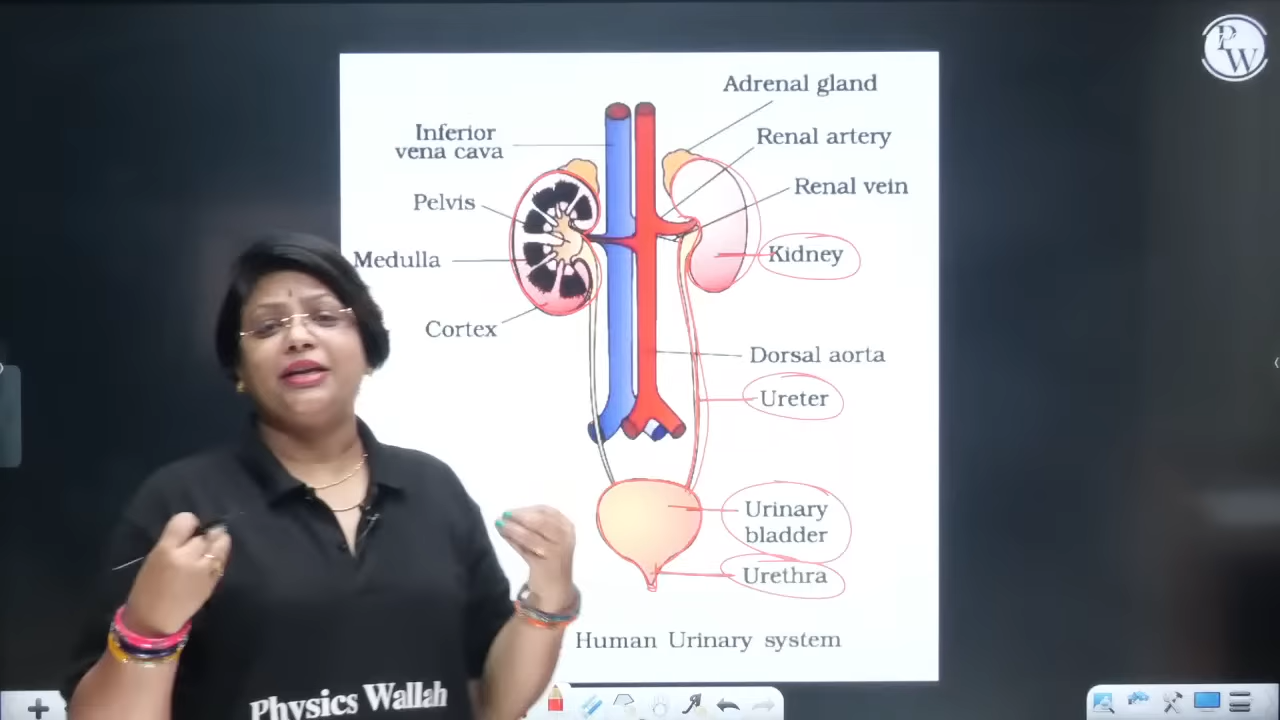 PW
Adrenal gland
Inferior
vena cava
Renal artery
Pelvis
Renal vein
Medulla
Kidney
Cortex
Dorsal aorta
Ureter
Urinary
bladder
Urethra
Human Urinary system
Physics Wallah